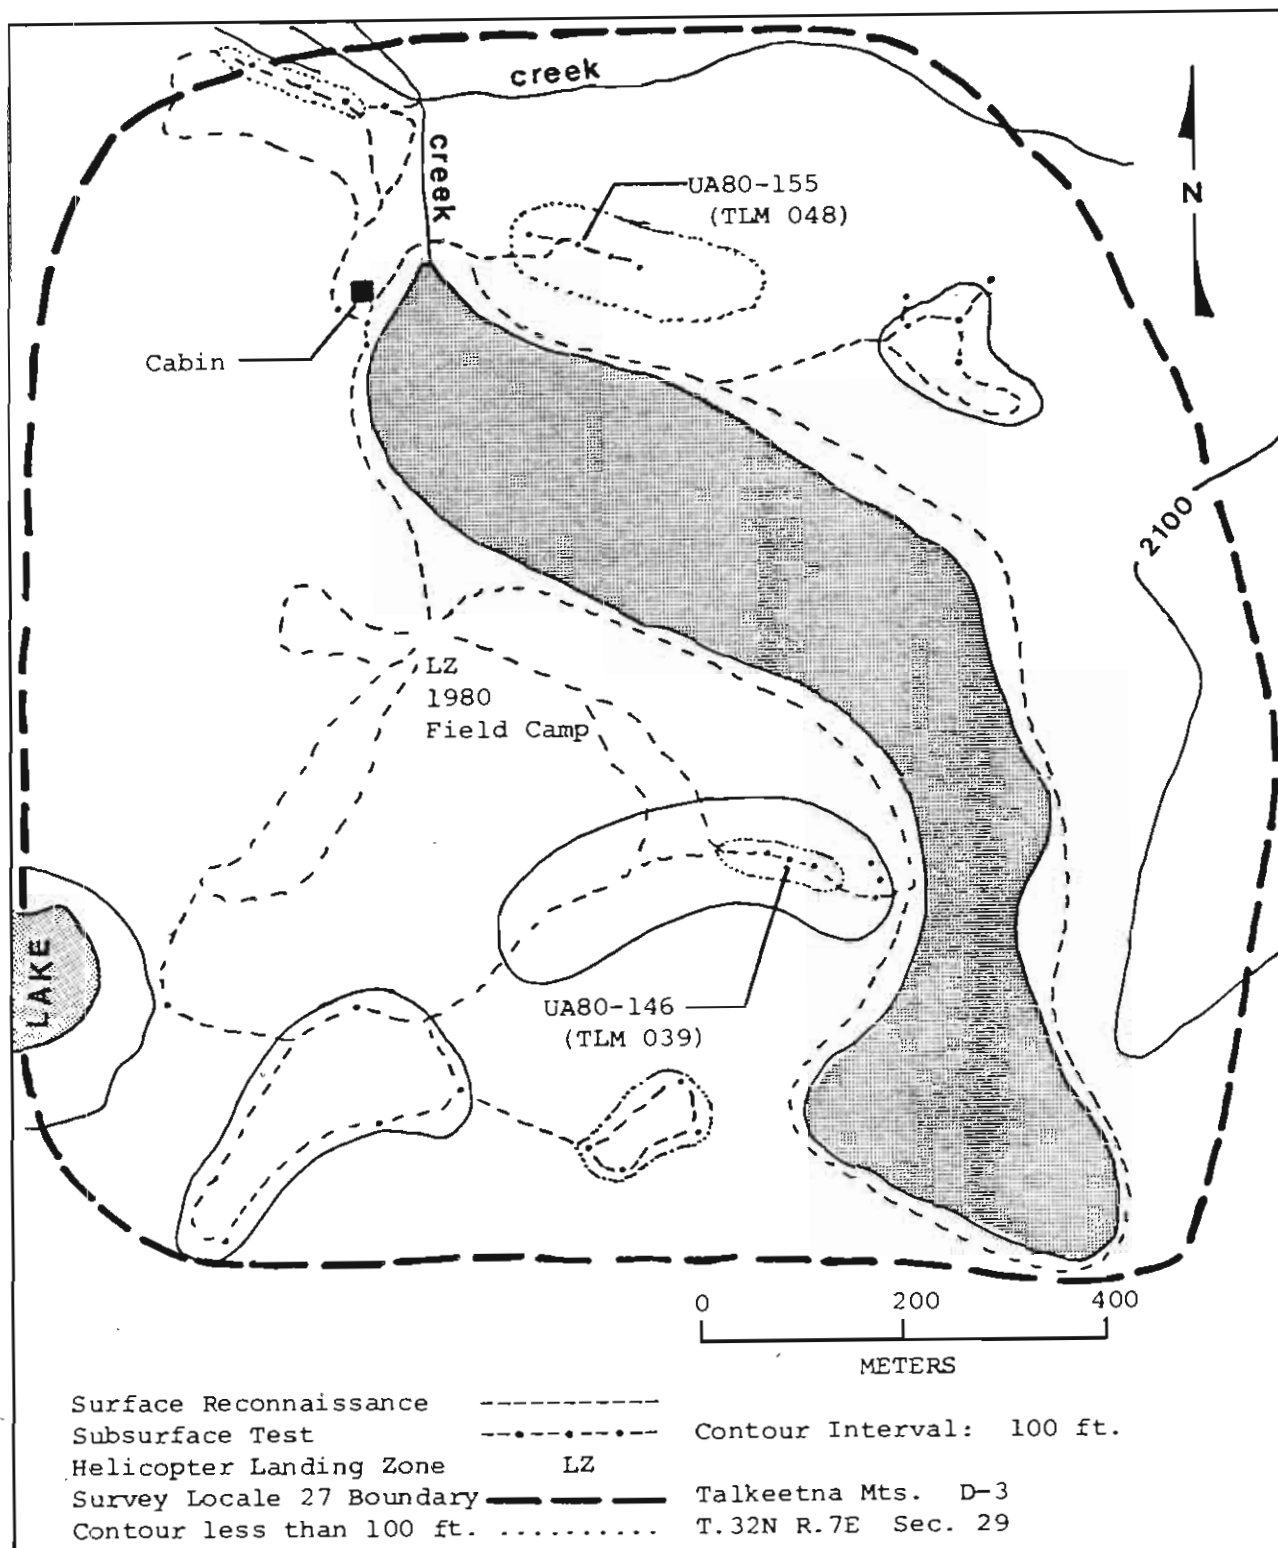 creek
creek
UA80-155
(TLM 048)
N
Cabin
2100
LZ
1980
Field Camp
LAKE
UA80-146
(TLM 039)
0 200 400
METERS
Surface Reconnaissance
Subsurface Test
Contour Interval: 100 ft.
Helicopter Landing Zone LZ
Survey Locale 27 Boundary
Talkeetna Mts. D-3
Contour less than 100 ft.
T.32N R.7E Sec. 29